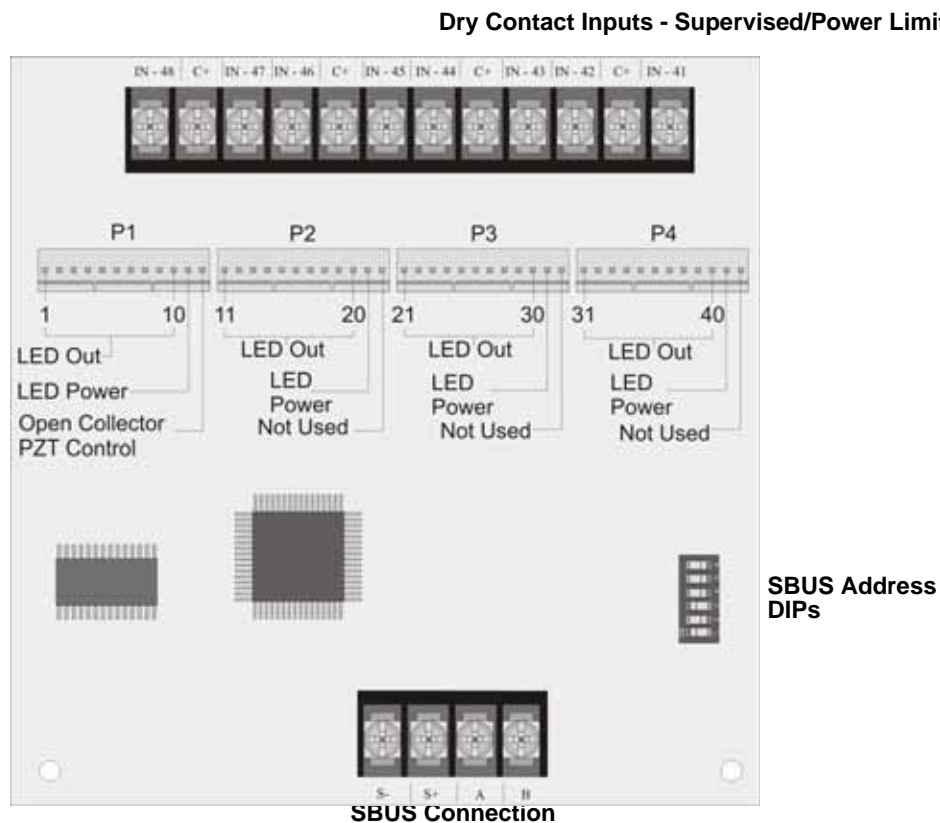 Dry Contact Inputs - Supervised/Power Limit
IN - 48 C+ IN - 47 IN - 46 C+ IN - 45 IN - 44 C+ IN - 43 IN - 42 C+ IN - 41
P1 P2 P3 P4
1 10 11 20 21 30 31 40
LED Out LED Out LED Out LED Out
LED Power
LED Power
LED Power
LED Power
Open Collector
PZT Control
Not Used Not Used Not Used
SBUS Address
DIPs
S- S+ A B
SBUS Connection